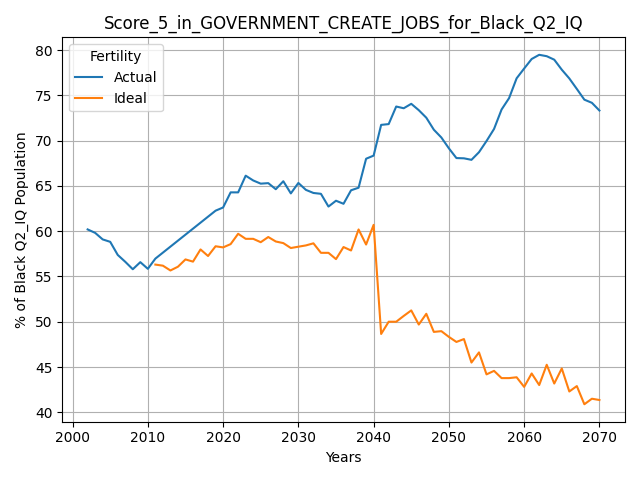 Score_5_in_GOVERNMENT_CREATE_JOBS_for_Black_Q2_IQ
Fertility
Actual
Ideal
% of Black Q2_IQ Population
80
75
70
65
60
55
50
45
40
2000 2010 2020 2030 2040 2050 2060 2070
Years